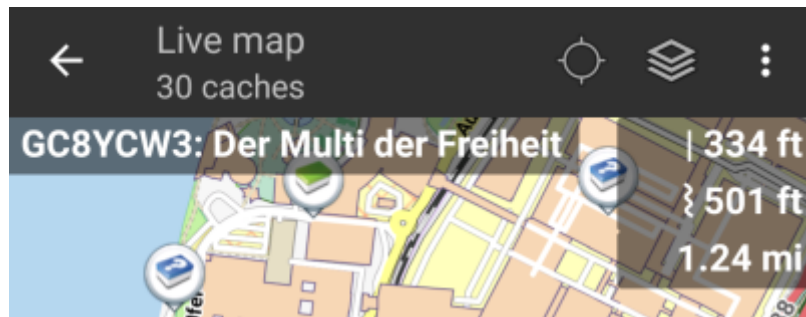 Live map
30 caches
GC8YCW3: Der Multi der Freiheit
334 ft
501 ft
1.24 mi